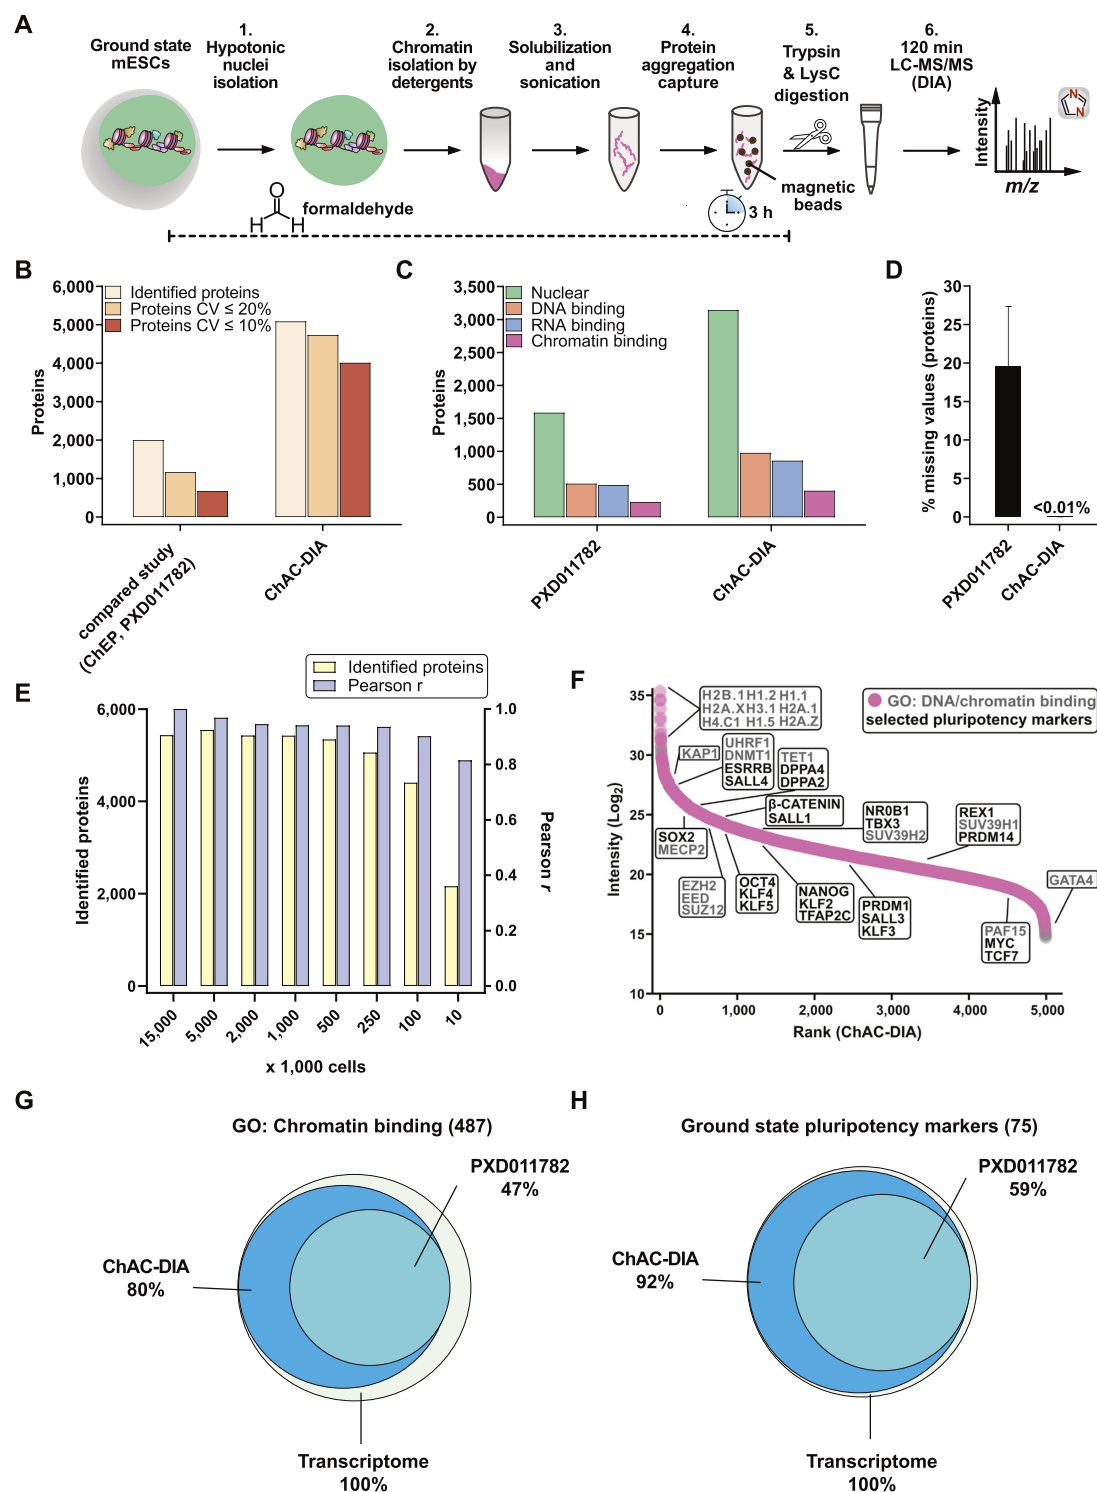 A
Ground state
mESCs
1.
Hypotonic
nuclei
isolation
2.
Chromatin
isolation by
detergents
3.
Solubilization
and
sonication
4.
Protein
aggregation
capture
5.
Trypsin
& LysC
digestion
6.
120 min
LC-MS/MS
(DIA)
O
H H
formaldehyde
3 h
magnetic
beads
Intensity
m/z
N
N
B
Proteins
6,000
5,000
4,000
3,000
2,000
1,000
0
Identified proteins
Proteins CV ≤ 20%
Proteins CV ≤ 10%
compared study
(ChEP, PXD011782)
ChAC-DIA
C
Proteins
3,500
3,000
2,500
2,000
1,500
1,000
500
0
Nuclear
DNA binding
RNA binding
Chromatin binding
PXD011782
ChAC-DIA
D
% missing values (proteins)
30
25
20
15
10
5
0
<0.01%
PXD011782
ChAC-DIA
E
Identified proteins
Pearson r
Identified proteins
6,000
4,000
2,000
0
1.0
0.8
0.6
0.4
0.2
0.0
Pearson r
15,000
5,000
2,000
1,000
500
250
100
10
x 1,000 cells
F
Intensity (Log2)
35
30
25
20
15
10
GO: DNA/chromatin binding
selected pluripotency markers
H2B.1 H1.2 H1.1
H2A.X H3.1 H2A.1
H4.C1 H1.5 H2A.Z
KAP1
UHRF1
DNMT1
ESRRB
SALL4
TET1
DPPA4
DPPA2
β-CATENIN
SALL1
NR0B1
TBX3
SUV39H2
REX1
SUV39H1
PRDM14
SOX2
MECP2
EZH2
EED
SUZ12
OCT4
KLF4
KLF5
NANOG
KLF2
TFAP2C
PRDM1
SALL3
KLF3
GATA4
PAF15
MYC
TCF7
0
1,000
2,000
3,000
4,000
5,000
Rank (ChAC-DIA)
G
GO: Chromatin binding (487)
PXD011782
47%
ChAC-DIA
80%
Transcriptome
100%
H
Ground state pluripotency markers (75)
PXD011782
59%
ChAC-DIA
92%
Transcriptome
100%